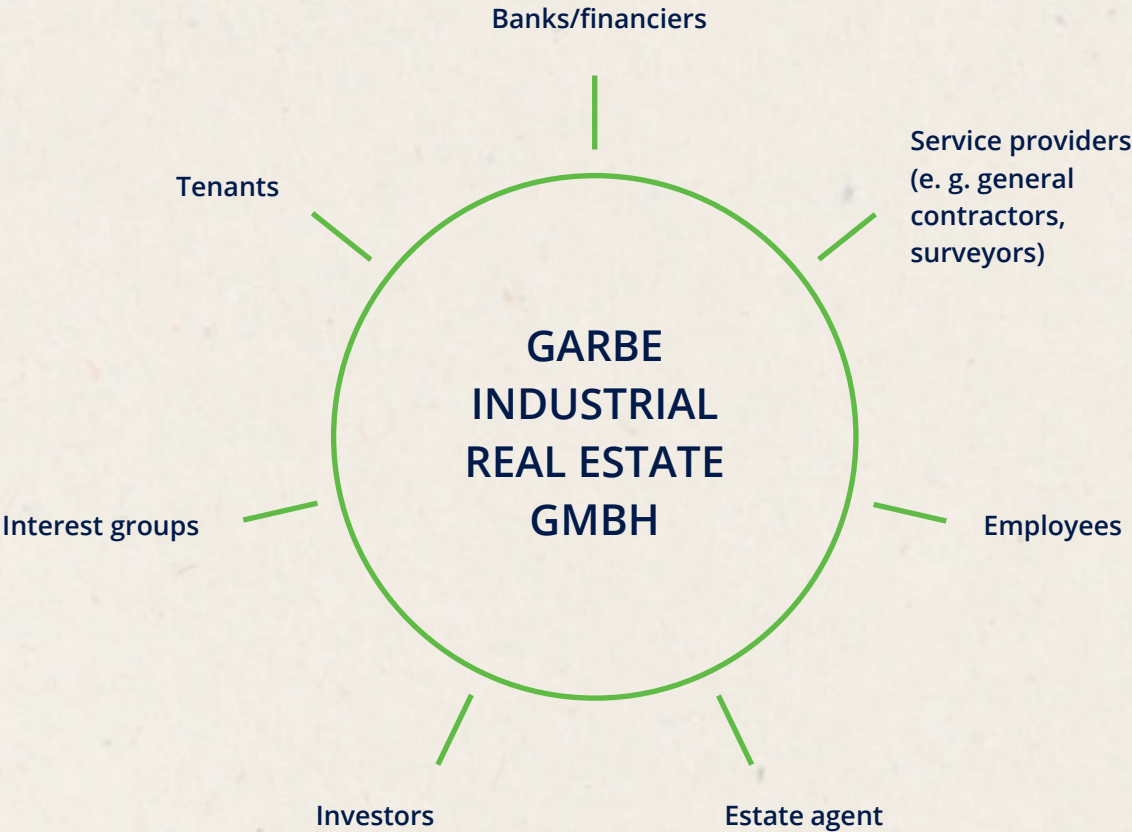 Banks/financiers
Service providers
(e. g. general
contractors,
surveyors)
Tenants
GARBE
INDUSTRIAL
REAL ESTATE
GMBH
Interest groups
Employees
Investors
Estate agent